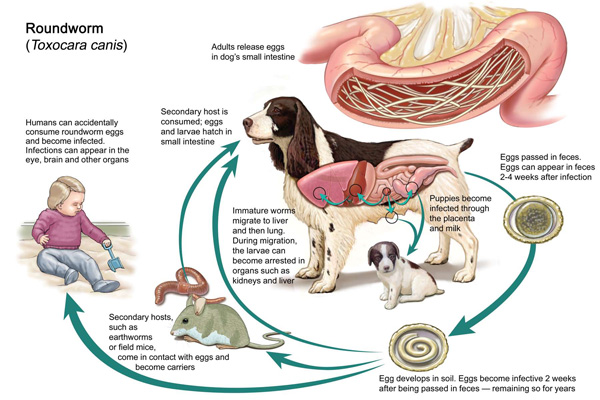 Roundworm
(Toxocara canis)
Adults release eggs
in dog's small intestine
Humans can accidentally
consume roundworm eggs
and become infected.
Infections can appear in the
eye, brain and other organs
Secondary host is
consumed; eggs
and larvae hatch in
small intestine
Eggs passed in feces.
Eggs can appear in feces
2-4 weeks after infection
Immature worms
migrate to liver
and then lung.
During migration,
the larvae can
become arrested in
organs such as
kidneys and liver
Puppies become
infected through
the placenta
and milk
Secondary hosts,
such as
earthworms
or field mice,
come in contact with eggs and
become carriers
Egg develops in soil. Eggs become infective 2 weeks
after being passed in feces — remaining so for years